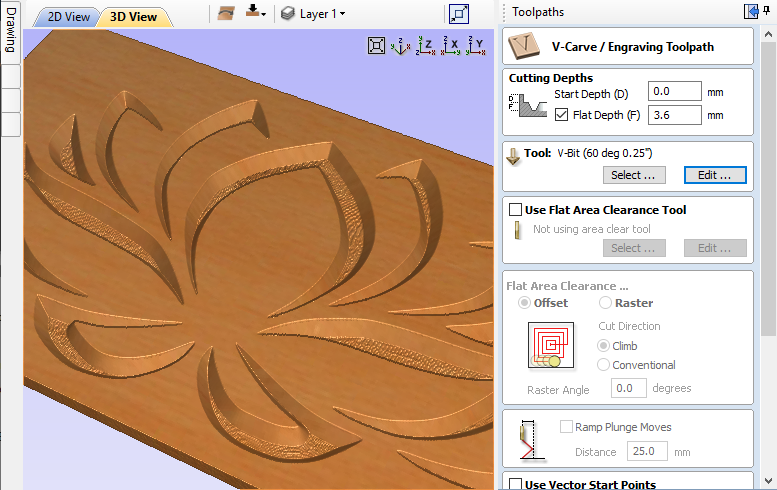 Drawing
2D View
3D View
Layer 1
Z
X
Y
Toolpaths
V-Carve / Engraving Toolpath
Cutting Depths
D
F
Start Depth (D) 0.0 mm
Flat Depth (F) 3.6 mm
Tool: V-Bit (60 deg 0.25")
Select ... Edit ...
Use Flat Area Clearance Tool
Not using area clear tool
Select ... Edit ...
Flat Area Clearance ...
Offset Raster
Cut Direction
Climb
Conventional
Raster Angle 0.0 degrees
Ramp Plunge Moves
Distance 25.0 mm
Use Vector Start Points